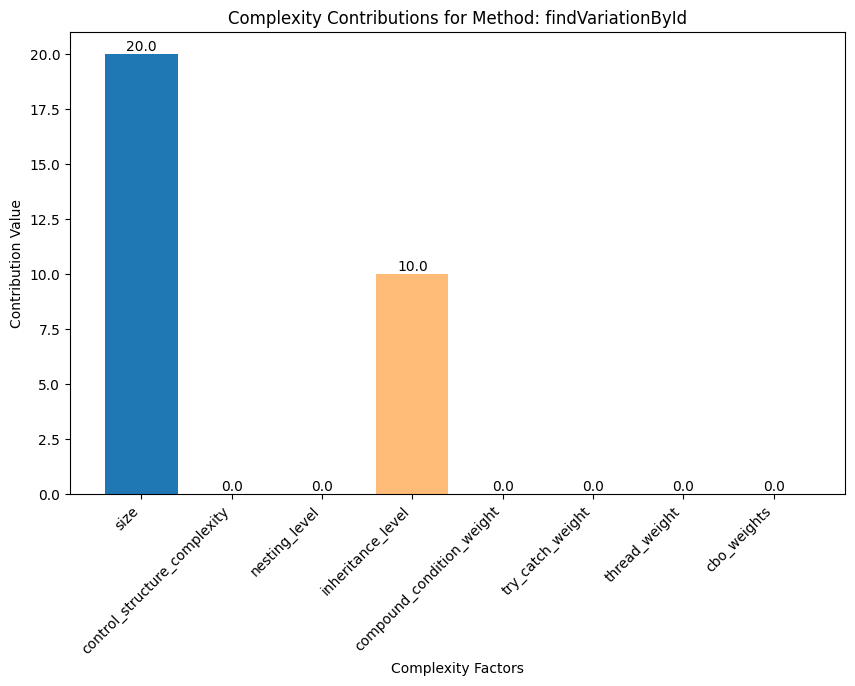 Complexity Contributions for Method: findVariationById
Contribution Value
20.0
17.5
15.0
12.5
10.0
7.5
5.0
2.5
0.0
20.0
0.0
0.0
10.0
0.0
0.0
0.0
0.0
size
control_structure_complexity
nesting_level
inheritance_level
compound_condition_weight
try_catch_weight
thread_weight
cbo_weights
Complexity Factors